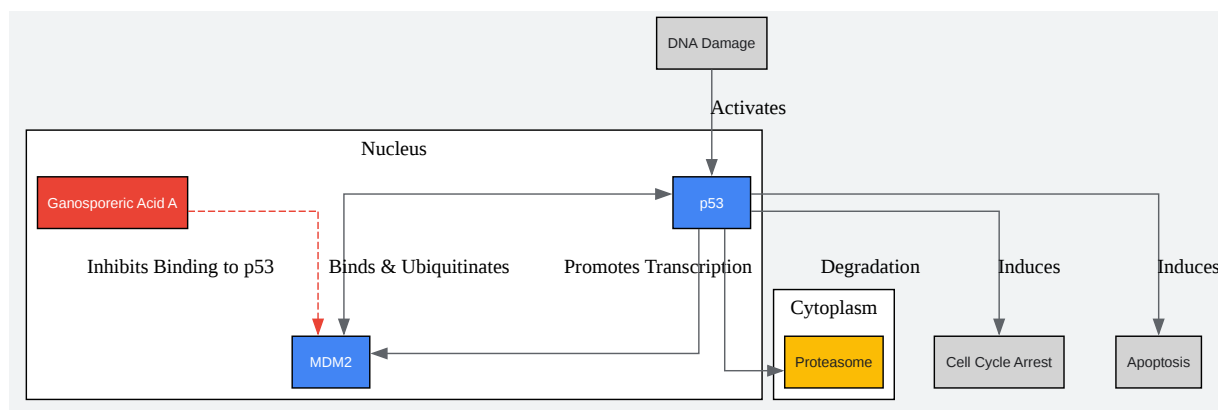 DNA Damage
Activates
Nucleus
Ganosporeric Acid A
p53
Inhibits Binding to p53
Binds & Ubiquitinates
Promotes Transcription
Degradation
Induces
Induces
Cytoplasm
MDM2
Proteasome
Cell Cycle Arrest
Apoptosis